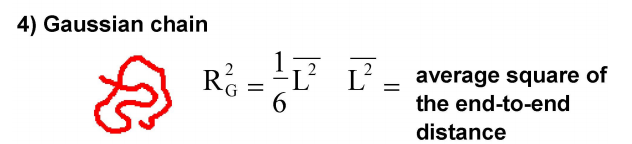 4) Gaussian chain
R_G^2 = \frac{1}{6} \overline{L^2}   \overline{L^2} = average square of
the end-to-end
distance